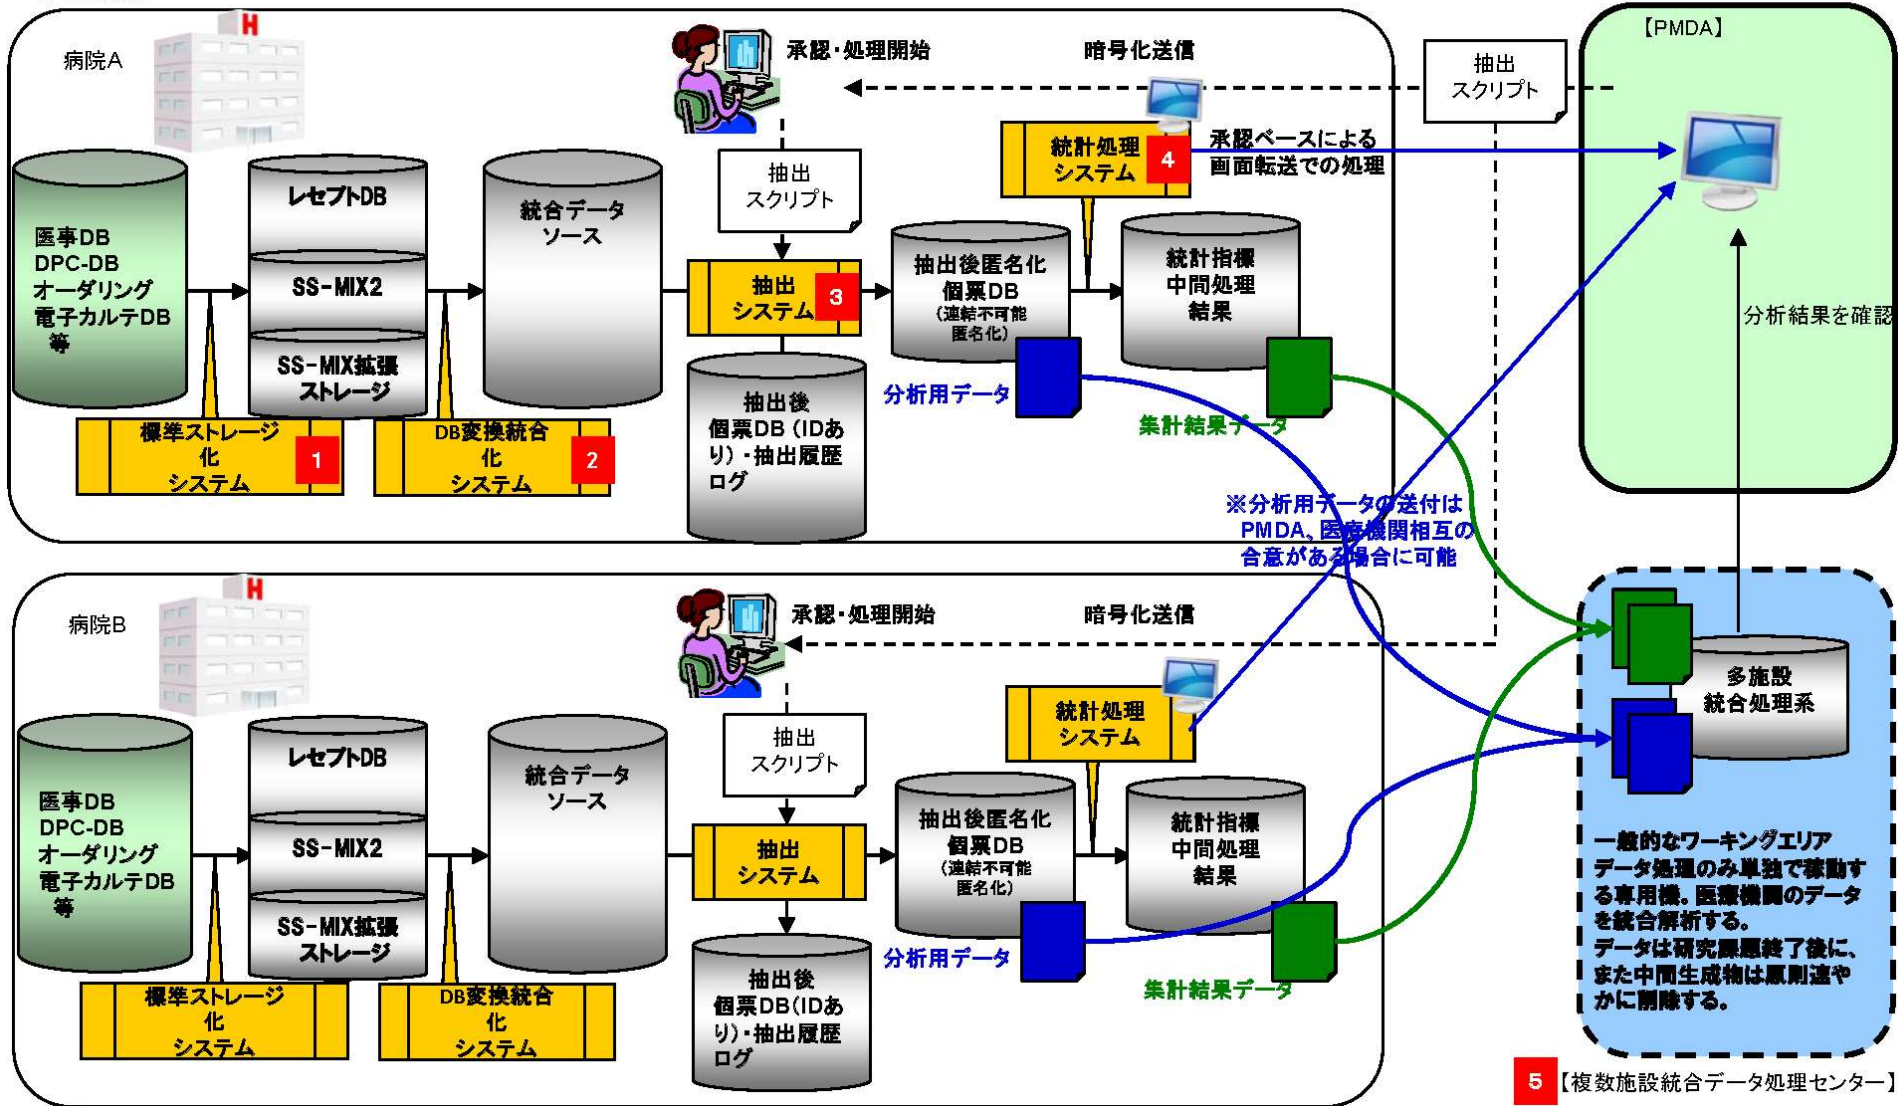 病院A
H
承認・処理開始
暗号化送信
抽出
スクリプト
【PMDA】
医事DB
DPC-DB
オーダリング
電子カルテDB
等
レセプトDB
SS-MIX2
SS-MIX拡張
ストレージ
統合データ
ソース
抽出
スクリプト
抽出
システム
3
統計処理
システム
4
承認ベースによる
画面転送での処理
抽出後匿名化
個票DB
(連結不可能
匿名化)
統計指標
中間処理
結果
分析結果を確認
分析用データ
集計結果データ
標準ストレージ
化
システム
1
DB変換統合
化
システム
2
抽出後
個票DB(IDあ
り)・抽出履歴
ログ
※分析用データの送付は
PMDA、医療機関相互の
合意がある場合に可能
病院B
H
承認・処理開始
暗号化送信
医事DB
DPC-DB
オーダリング
電子カルテDB
等
レセプトDB
SS-MIX2
SS-MIX拡張
ストレージ
統合データ
ソース
抽出
スクリプト
抽出
システム
統計処理
システム
抽出後匿名化
個票DB
(連結不可能
匿名化)
統計指標
中間処理
結果
分析用データ
集計結果データ
標準ストレージ
化
システム
DB変換統合
化
システム
抽出後
個票DB(IDあ
り)・抽出履歴
ログ
多施設
統合処理系
一般的なワーキングエリア
データ処理のみ単独で稼動す
る専用機。医療機関のデータ
を統合解析する。
データは研究課題終了後に、
また中間生成物は原則速や
かに削除する。
5
【複数施設統合データ処理センター】